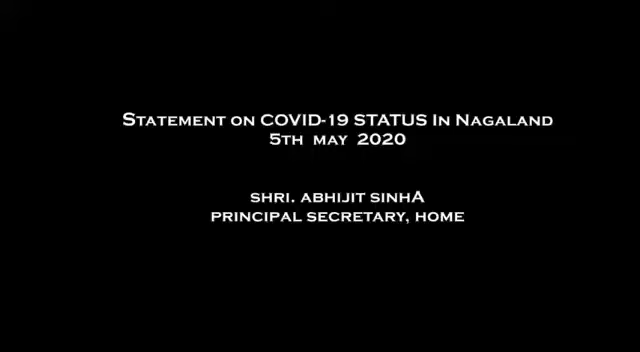 STATEMENT ON COVID-19 STATUS IN NAGALAND
5TH MAY 2020
SHRI. ABHIJIT SINHA
PRINCIPAL SECRETARY, HOME